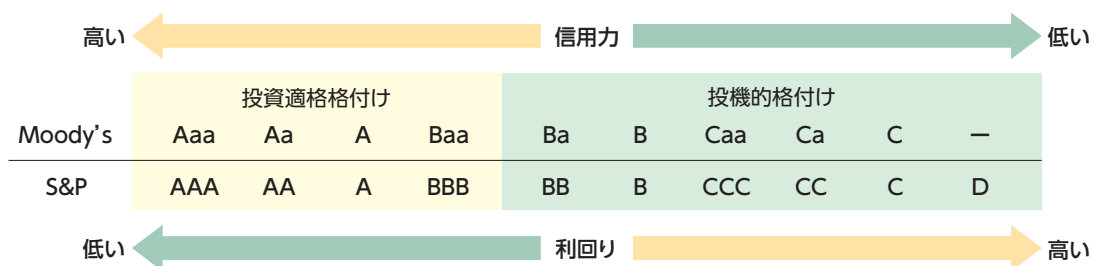 高い 信用力 低い
投資適格格付け 投機的格付け
Moody's Aaa Aa A Baa Ba B Caa Ca C ー
S&P AAA AA A BBB BB B CCC CC C D
低い 利回り 高い